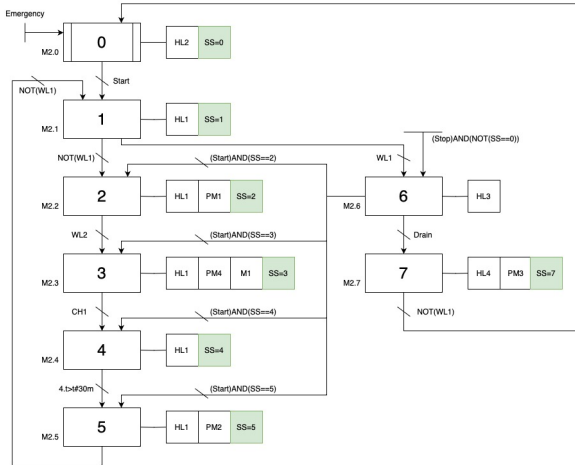 Emergency
M2.0
0
HL2
SS=0
Start
NOT(WL1)
M2.1
1
HL1
SS=1
NOT(WL1)
(Start)AND(SS==2)
WL1
(Stop)AND(NOT(SS==0))
M2.2
2
HL1
PM1
SS=2
M2.6
6
HL3
WL2
(Start)AND(SS==3)
Drain
M2.3
3
HL1
PM4
M1
SS=3
M2.7
7
HL4
PM3
SS=7
CH1
(Start)AND(SS==4)
NOT(WL1)
M2.4
4
HL1
SS=4
4.t>t#30m
(Start)AND(SS==5)
M2.5
5
HL1
PM2
SS=5